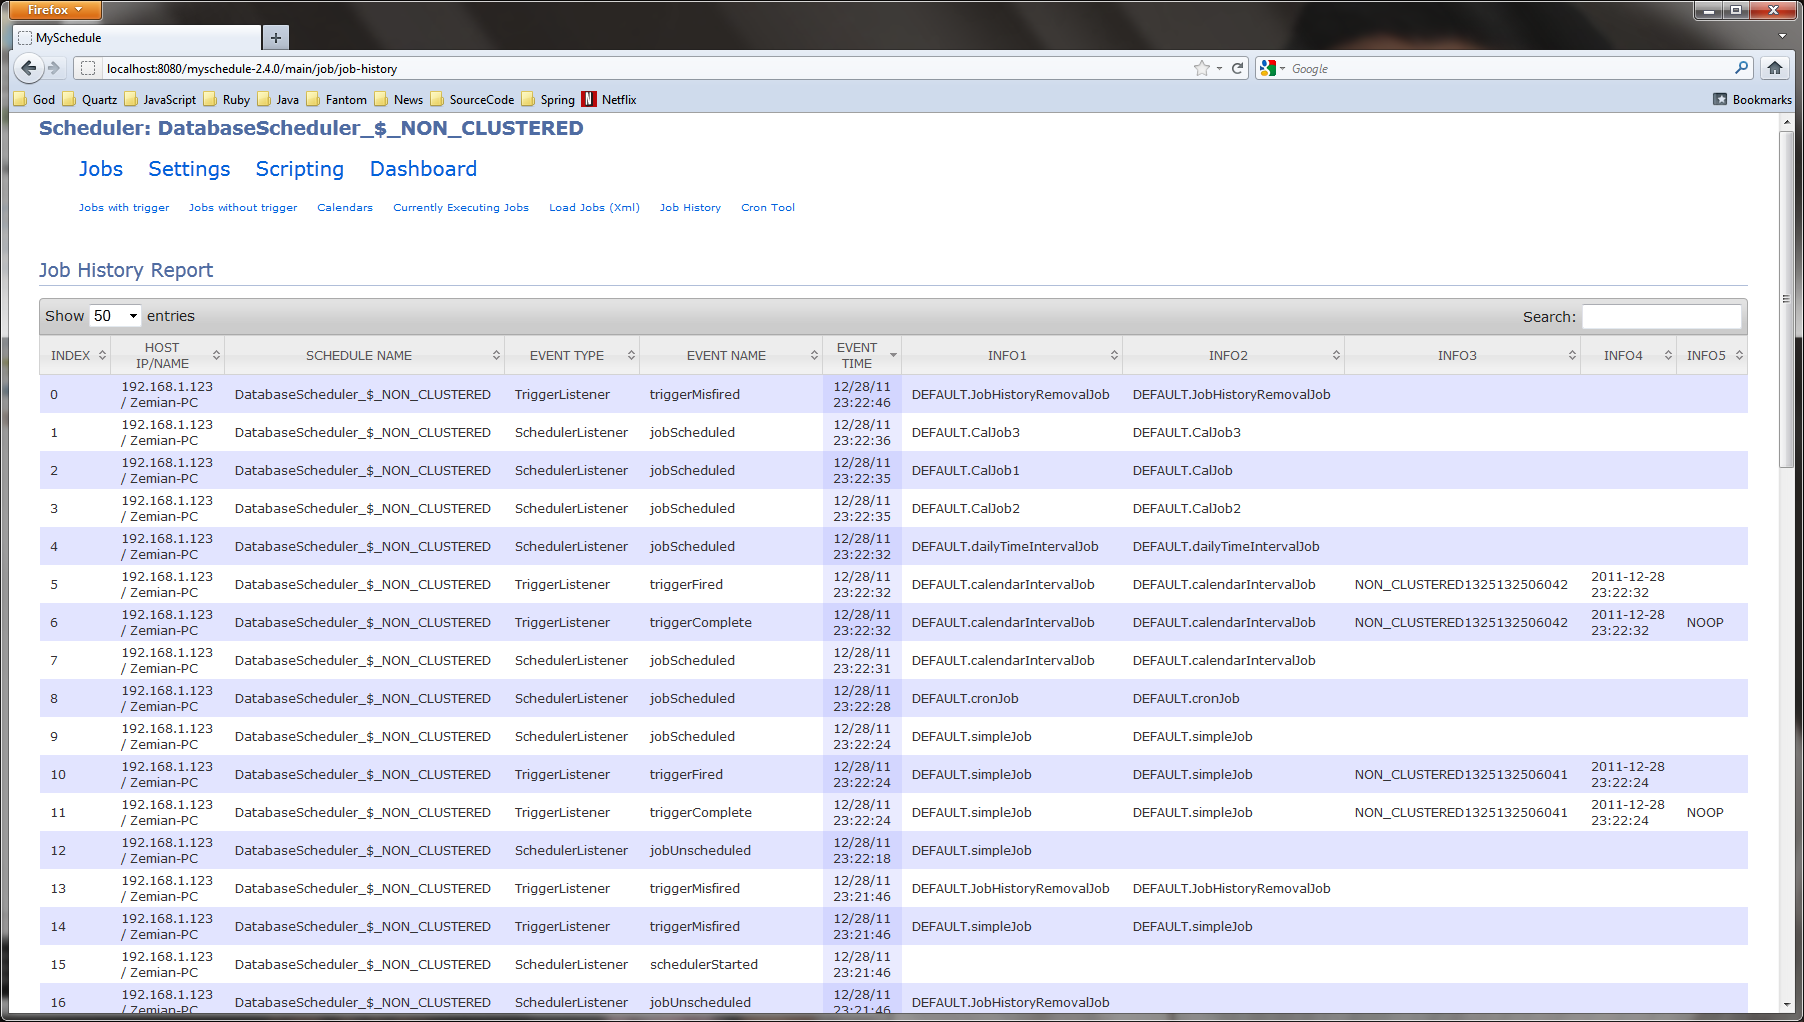 Firefox
MySchedule
localhost:8080/myschedule-2.4.0/main/job/job-history
Google
God Quartz JavaScript Ruby Java Fantom News SourceCode Spring Netflix Bookmarks
Scheduler: DatabaseScheduler_$_NON_CLUSTERED
Jobs Settings Scripting Dashboard
Jobs with trigger Jobs without trigger Calendars Currently Executing Jobs Load Jobs (Xml) Job History Cron Tool
Job History Report
Show 50 entries Search:
INDEX HOST IP/NAME SCHEDULE NAME EVENT TYPE EVENT NAME EVENT TIME INFO1 INFO2 INFO3 INFO4 INFO5
0 192.168.1.123 / Zemian-PC DatabaseScheduler_$_NON_CLUSTERED TriggerListener triggerMisfired 12/28/11 23:22:46 DEFAULT.JobHistoryRemovalJob DEFAULT.JobHistoryRemovalJob
1 192.168.1.123 / Zemian-PC DatabaseScheduler_$_NON_CLUSTERED SchedulerListener jobScheduled 12/28/11 23:22:36 DEFAULT.CalJob3 DEFAULT.CalJob3
2 192.168.1.123 / Zemian-PC DatabaseScheduler_$_NON_CLUSTERED SchedulerListener jobScheduled 12/28/11 23:22:35 DEFAULT.CalJob1 DEFAULT.CalJob
3 192.168.1.123 / Zemian-PC DatabaseScheduler_$_NON_CLUSTERED SchedulerListener jobScheduled 12/28/11 23:22:35 DEFAULT.CalJob2 DEFAULT.CalJob2
4 192.168.1.123 / Zemian-PC DatabaseScheduler_$_NON_CLUSTERED SchedulerListener jobScheduled 12/28/11 23:22:32 DEFAULT.dailyTimeIntervalJob DEFAULT.dailyTimeIntervalJob
5 192.168.1.123 / Zemian-PC DatabaseScheduler_$_NON_CLUSTERED TriggerListener triggerFired 12/28/11 23:22:32 DEFAULT.calendarIntervalJob DEFAULT.calendarIntervalJob NON_CLUSTERED1325132506042 2011-12-28 23:22:32
6 192.168.1.123 / Zemian-PC DatabaseScheduler_$_NON_CLUSTERED TriggerListener triggerComplete 12/28/11 23:22:32 DEFAULT.calendarIntervalJob DEFAULT.calendarIntervalJob NON_CLUSTERED1325132506042 2011-12-28 23:22:32 NOOP
7 192.168.1.123 / Zemian-PC DatabaseScheduler_$_NON_CLUSTERED SchedulerListener jobScheduled 12/28/11 23:22:31 DEFAULT.calendarIntervalJob DEFAULT.calendarIntervalJob
8 192.168.1.123 / Zemian-PC DatabaseScheduler_$_NON_CLUSTERED SchedulerListener jobScheduled 12/28/11 23:22:28 DEFAULT.cronJob DEFAULT.cronJob
9 192.168.1.123 / Zemian-PC DatabaseScheduler_$_NON_CLUSTERED SchedulerListener jobScheduled 12/28/11 23:22:24 DEFAULT.simpleJob DEFAULT.simpleJob
10 192.168.1.123 / Zemian-PC DatabaseScheduler_$_NON_CLUSTERED TriggerListener triggerFired 12/28/11 23:22:24 DEFAULT.simpleJob DEFAULT.simpleJob NON_CLUSTERED1325132506041 2011-12-28 23:22:24
11 192.168.1.123 / Zemian-PC DatabaseScheduler_$_NON_CLUSTERED TriggerListener triggerComplete 12/28/11 23:22:24 DEFAULT.simpleJob DEFAULT.simpleJob NON_CLUSTERED1325132506041 2011-12-28 23:22:24 NOOP
12 192.168.1.123 / Zemian-PC DatabaseScheduler_$_NON_CLUSTERED SchedulerListener jobUnscheduled 12/28/11 23:22:18 DEFAULT.simpleJob
13 192.168.1.123 / Zemian-PC DatabaseScheduler_$_NON_CLUSTERED TriggerListener triggerMisfired 12/28/11 23:21:46 DEFAULT.JobHistoryRemovalJob DEFAULT.JobHistoryRemovalJob
14 192.168.1.123 / Zemian-PC DatabaseScheduler_$_NON_CLUSTERED TriggerListener triggerMisfired 12/28/11 23:21:46 DEFAULT.simpleJob DEFAULT.simpleJob
15 192.168.1.123 / Zemian-PC DatabaseScheduler_$_NON_CLUSTERED SchedulerListener schedulerStarted 12/28/11 23:21:46
16 192.168.1.123 / Zemian-PC DatabaseScheduler_$_NON_CLUSTERED SchedulerListener jobUnscheduled 12/28/11 23:21:46 DEFAULT.JobHistoryRemovalJob